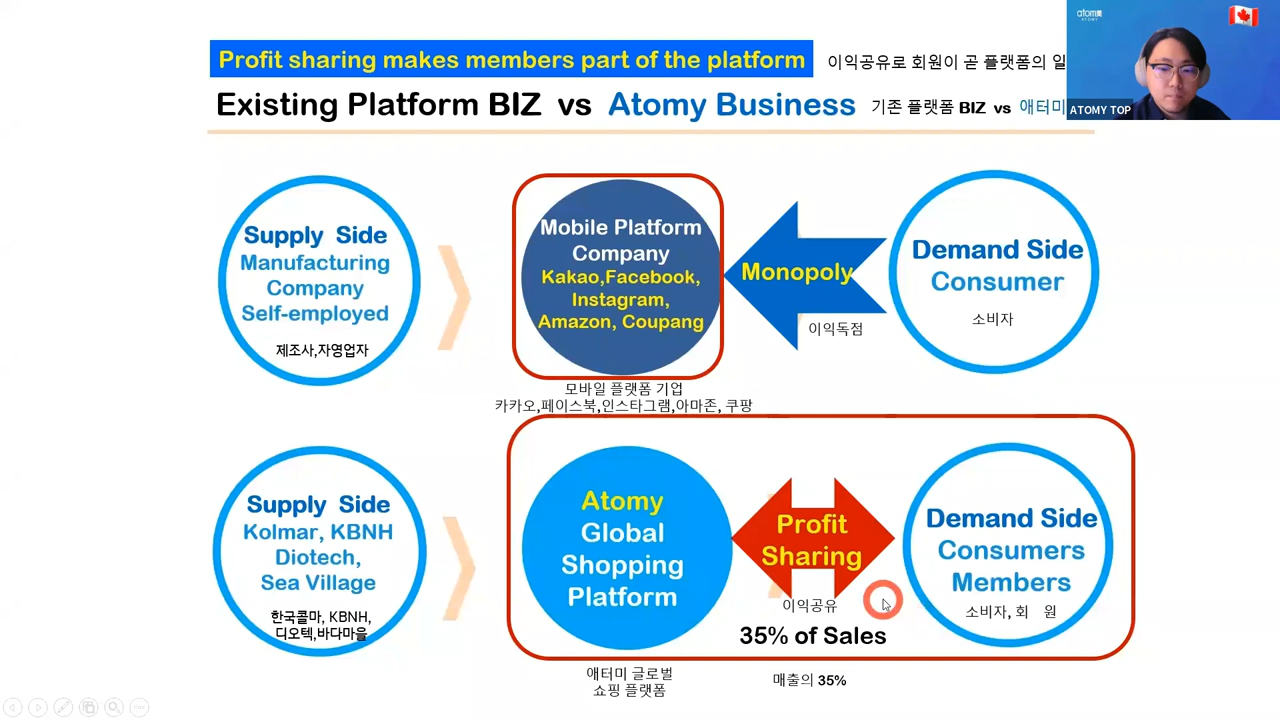 Profit sharing makes members part of the platform
이익공유로 회원이 곧 플랫폼의 일
Existing Platform BIZ vs Atomy Business
기존 플랫폼 BIZ vs 애터미
atom美
ATOMY
ATOMY TOP
Supply Side
Manufacturing
Company
Self-employed
제조사,자영업자
Mobile Platform
Company
Kakao,Facebook,
Instagram,
Amazon, Coupang
모바일 플랫폼 기업
카카오,페이스북,인스타그램,아마존, 쿠팡
Monopoly
이익독점
Demand Side
Consumer
소비자
Supply Side
Kolmar, KBNH
Diotech,
Sea Village
한국콜마, KBNH,
디오텍,바다마을
Atomy
Global
Shopping
Platform
애터미 글로벌
쇼핑 플랫폼
Profit
Sharing
이익공유
35% of Sales
매출의 35%
Demand Side
Consumers
Members
소비자, 회 원